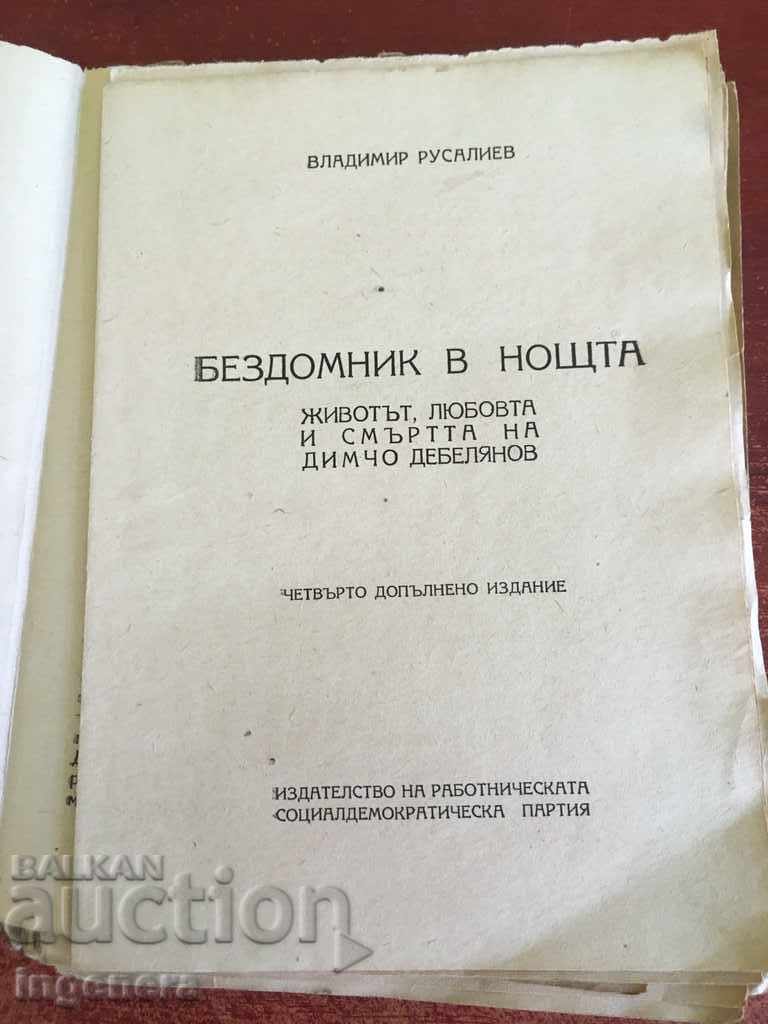 ВЛАДИМИР РУСАЛИЕВ
БЕЗДОМНИК В НОЩТА
ЖИВОТЪТ, ЛЮБОВТА
И СМЪРТТА НА
ДИМЧО ДЕБЕЛЯНОВ
ЧЕТВЪРТО ДОПЪЛНЕНО ИЗДАНИЕ
ИЗДАТЕЛСТВО НА РАБОТНИЧЕСКАТА
СОЦИАЛДЕМОКРАТИЧЕСКА ПАРТИЯ
BALKAN
auction
ingenera